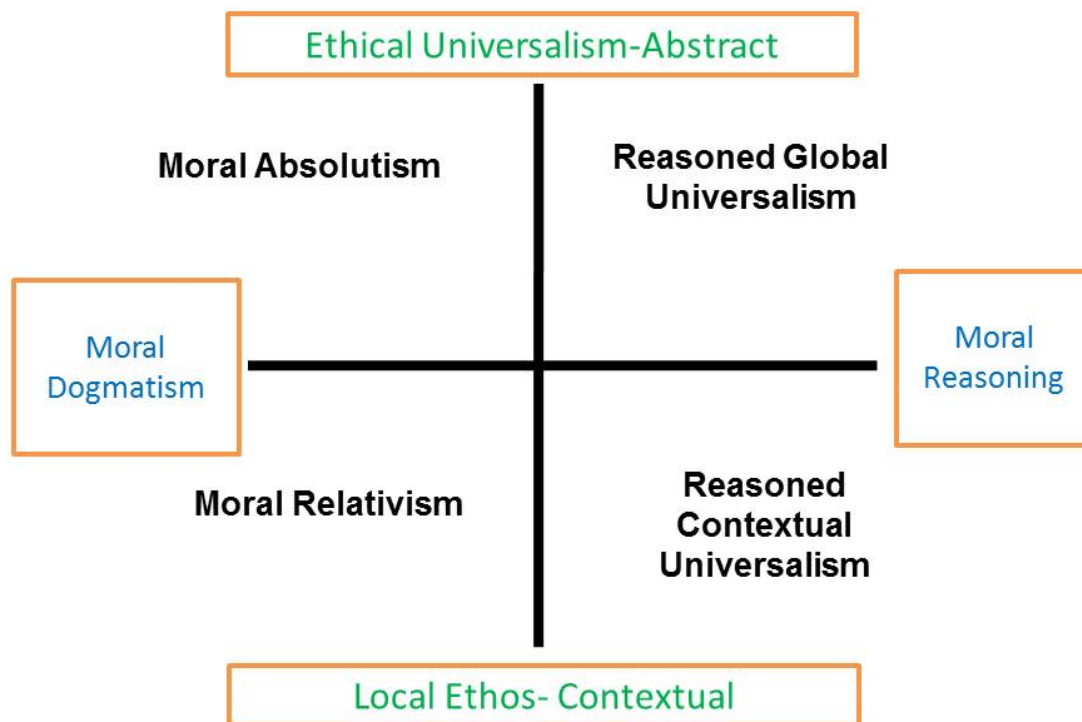 Ethical Universalism-Abstract
Moral Absolutism
Reasoned Global
Universalism
Moral
Dogmatism
Moral
Reasoning
Moral Relativism
Reasoned
Contextual
Universalism
Local Ethos- Contextual